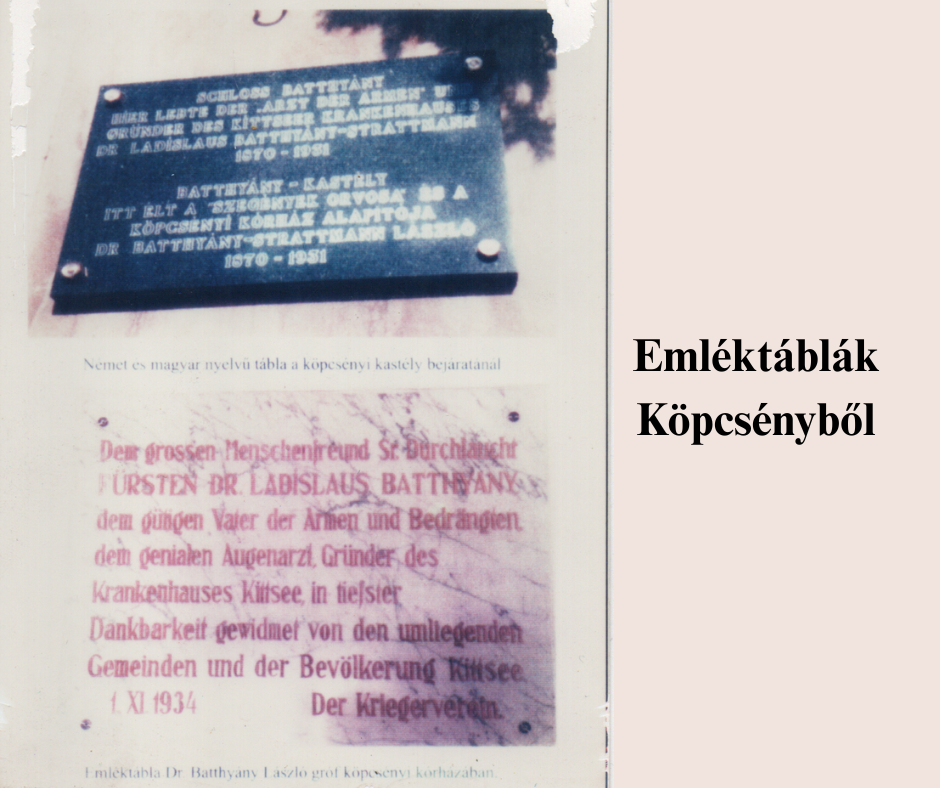 SCHLOSS BATTHYÁNY
HIER LEBTE DER „ARZT DER ARMEN" U
GRÜNDER DES KITTSEER KRANKENHAUSES
DR LADISLAUS BATTHYÁNY-STRATTMANN
1870 - 1931
BATTHYÁNY - KASTÉLY
ITT ÉLT A "SZEGÉNYEK ORVOSA" ÉS A
KÖPCSÉNYI KÓRHÁZ ALAPÍTÓJA
DR BATTHYÁNY-STRATTMANN LÁSZLÓ
1870 - 1931
Német és magyar nyelvű tábla a köpcsényi kastély bejáratánál
Dem grossen Menschenfreund Sr. Durchlaucht
FÜRSTEN DR. LADISLAUS BATTHYÁNY
dem gütigen Vater der Armen und Bedrängten,
dem genialen Augenarzt, Gründer des
Krankenhauses Kittsee, in tiefster
Dankbarkeit gewidmet von den umliegenden
Gemeinden und der Bevölkerung Kittsee.
1. XI. 1934 Der Kriegerverein.
Emléktábla Dr. Batthyány László gróf köpcsényi kórházában.
Emléktáblák
Köpcsényből